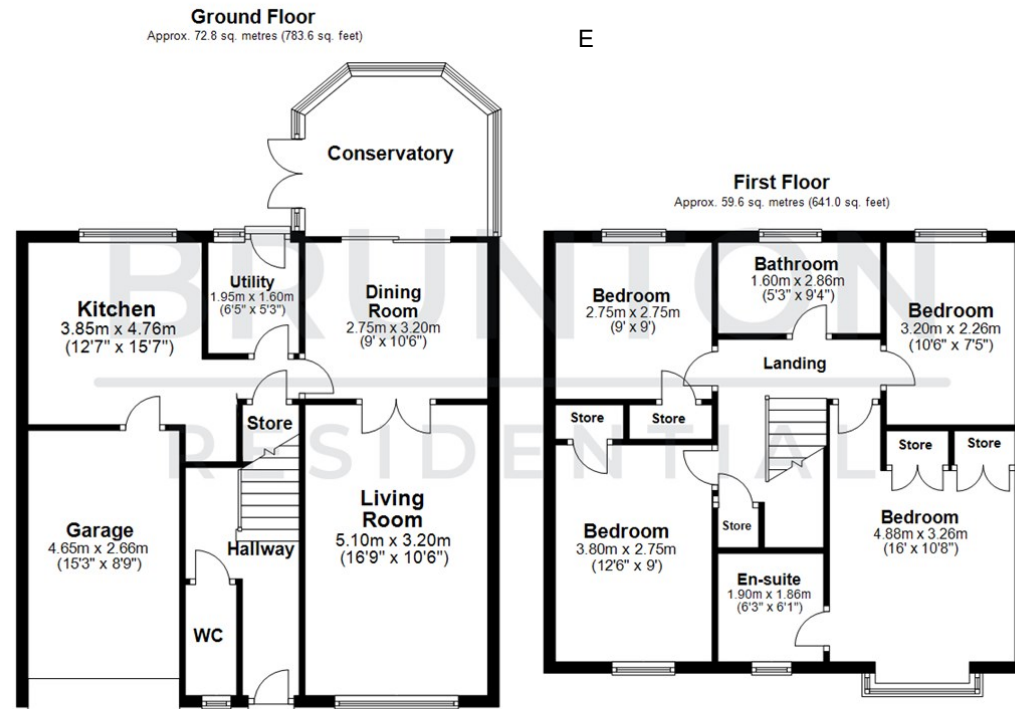 Ground Floor
Approx. 72.8 sq. metres (783.6 sq. feet)
E
Conservatory
First Floor
Approx. 59.6 sq. metres (641.0 sq. feet)
BRUNTON
RESIDENTIAL
Kitchen
3.85m x 4.76m
(12'7" x 15'7")
Utility
1.95m x 1.60m
(6'5" x 5'3")
Dining
Room
2.75m x 3.20m
(9' x 10'6")
Store
Living
Room
5.10m x 3.20m
(16'9" x 10'6")
Garage
4.65m x 2.66m
(15'3" x 8'9")
Hallway
WC
Bedroom
2.75m x 2.75m
(9' x 9')
Bathroom
1.60m x 2.86m
(5'3" x 9'4")
Bedroom
3.20m x 2.26m
(10'6" x 7'5")
Landing
Store
Store
Store
Store
Bedroom
3.80m x 2.75m
(12'6" x 9')
Store
Bedroom
4.88m x 3.26m
(16' x 10'8")
En-suite
1.90m x 1.86m
(6'3" x 6'1")